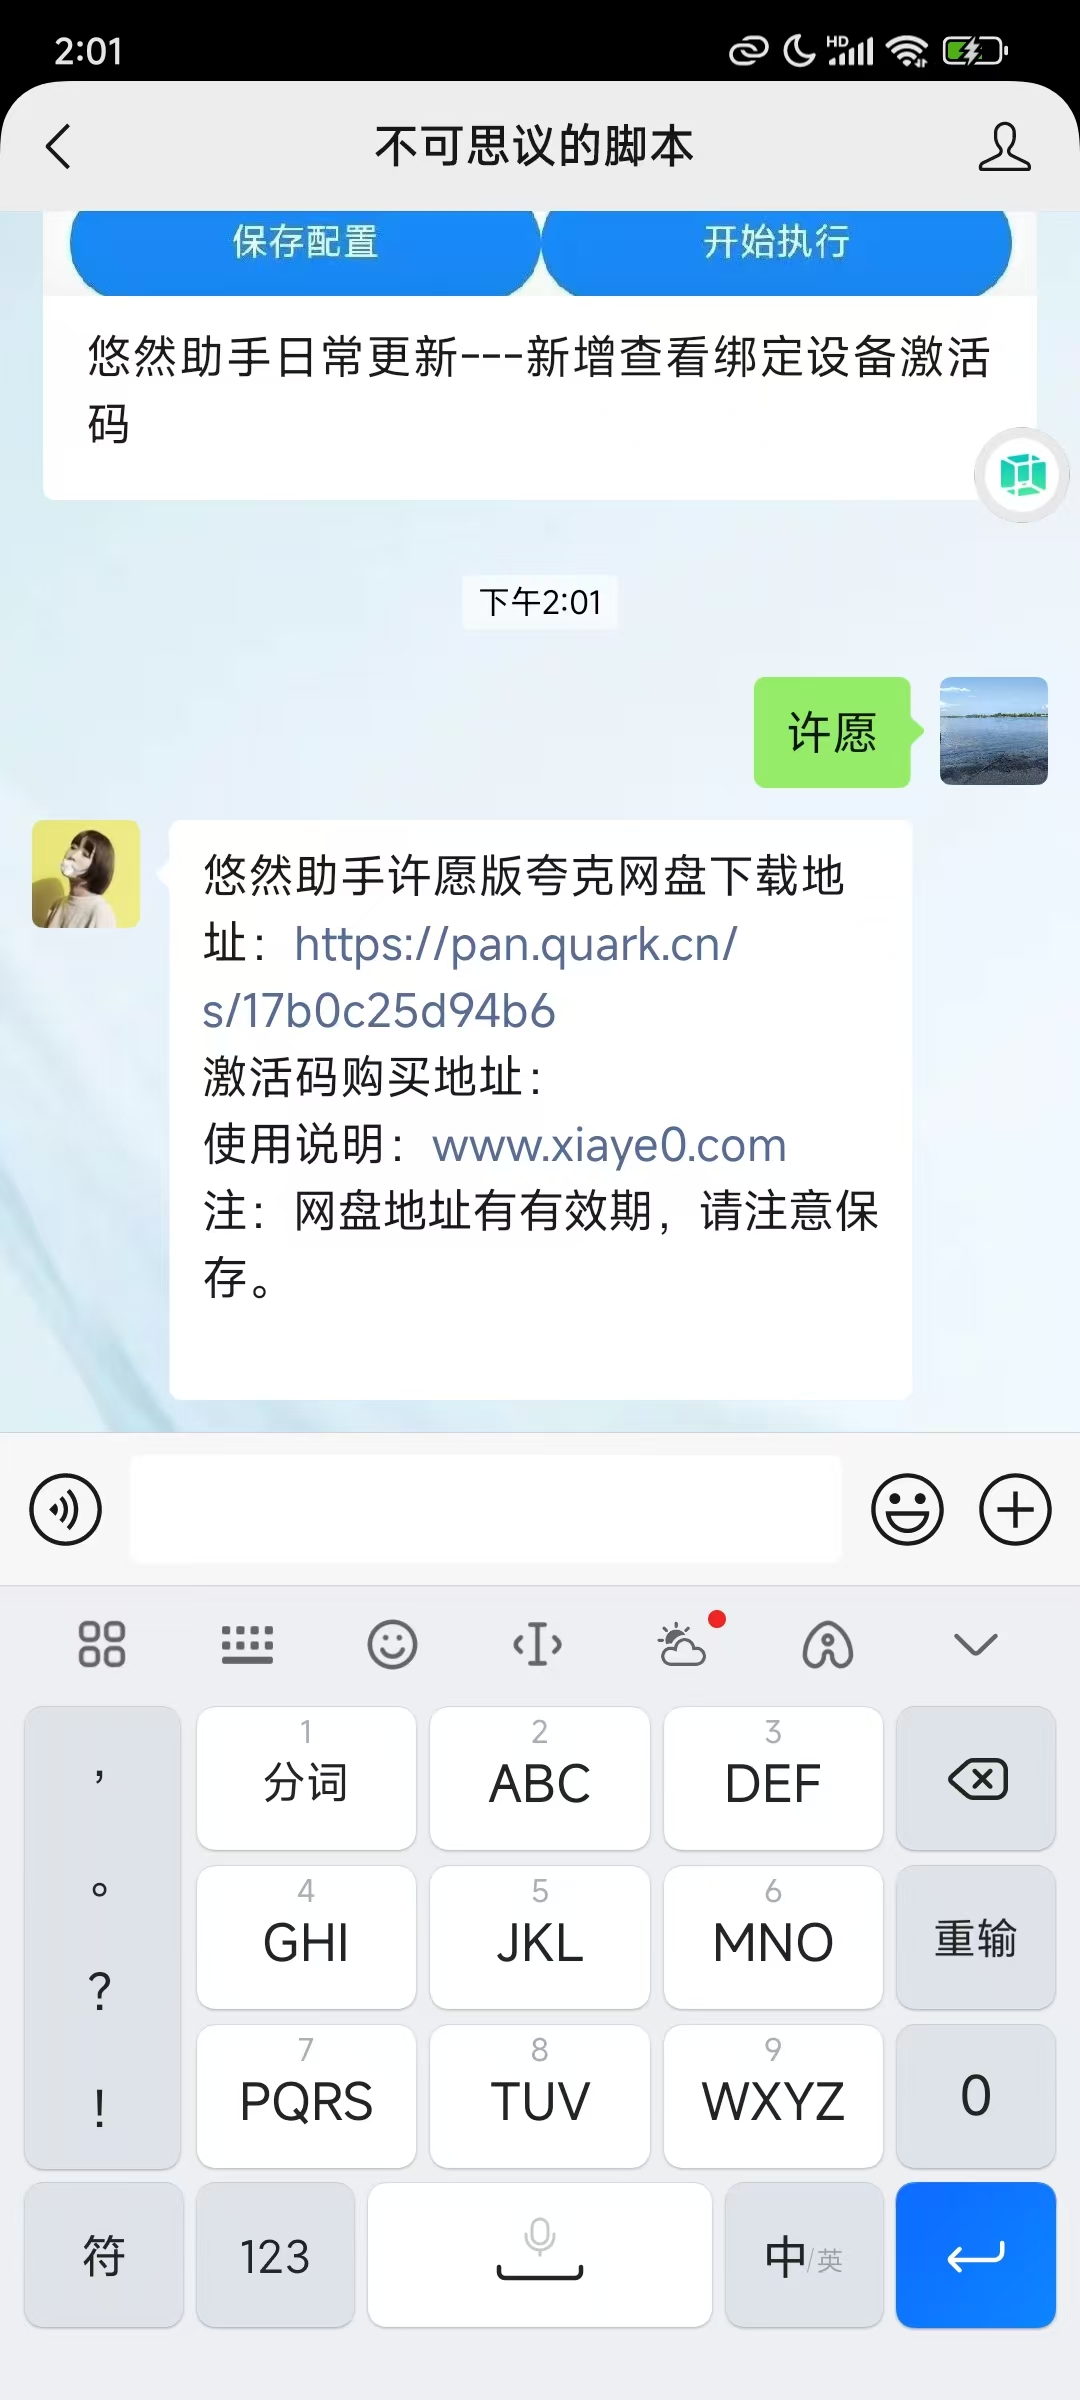 2:01
HD
不可思议的脚本
保存配置
开始执行
悠然助手日常更新---新增查看绑定设备激活
码
下午2:01
许愿
悠然助手许愿版夸克网盘下载地
址：https://pan.quark.cn/
s/17b0c25d94b6
激活码购买地址：
使用说明：www.xiaye0.com
注：网盘地址有有效期，请注意保
存。
，
。
？
！
1
分词
2
ABC
3
DEF
4
GHI
5
JKL
6
MNO
重输
7
PQRS
8
TUV
9
WXYZ
0
符
123
中/英